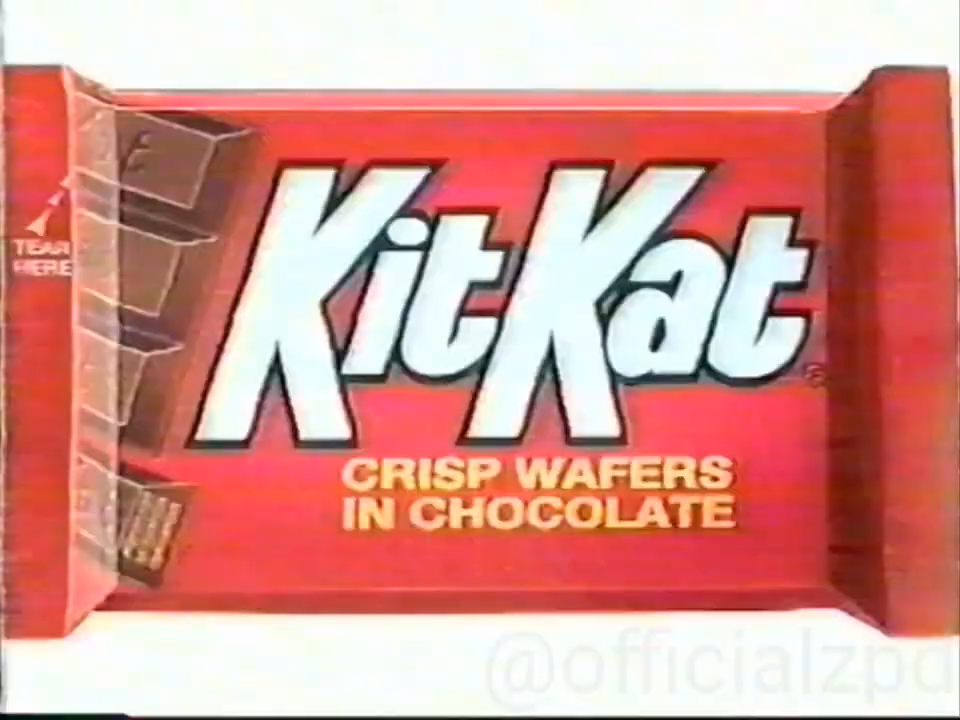 TEAR
HERE
KitKat®
CRISP WAFERS
IN CHOCOLATE
@officialzpd